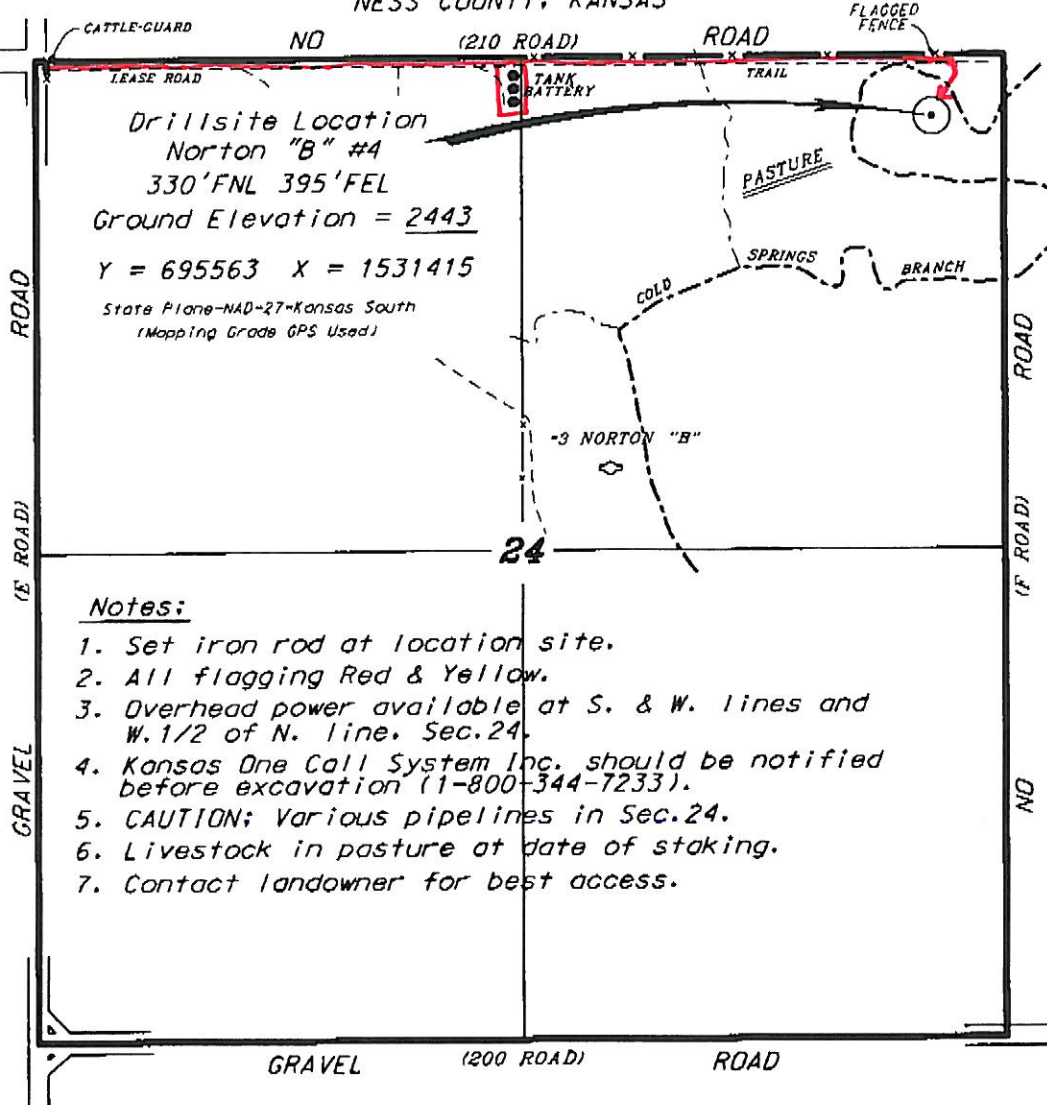 NESS COUNTY, KANSAS
CATTLE-GUARD
FLAGGED
FENCE
NO (210 ROAD) ROAD
LEASE ROAD
TANK
BATTERY
TRAIL
Drillsite Location
Norton "B" #4
330'FNL 395'FEL
Ground Elevation = 2443
Y = 695563 X = 1531415
State Plane-NAD-27-Kansas South
(Mapping Grade GPS Used)
PASTURE
COLD SPRINGS BRANCH
-3 NORTON "B"
24
GRAVEL (E ROAD) ROAD
NO (F ROAD) ROAD
Notes:
1. Set iron rod at location site.
2. All flagging Red & Yellow.
3. Overhead power available at S. & W. lines and
W.1/2 of N. line. Sec.24.
4. Kansas One Call System Inc. should be notified
before excavation (1-800-344-7233).
5. CAUTION: Various pipelines in Sec.24.
6. Livestock in pasture at date of staking.
7. Contact landowner for best access.
GRAVEL (200 ROAD) ROAD